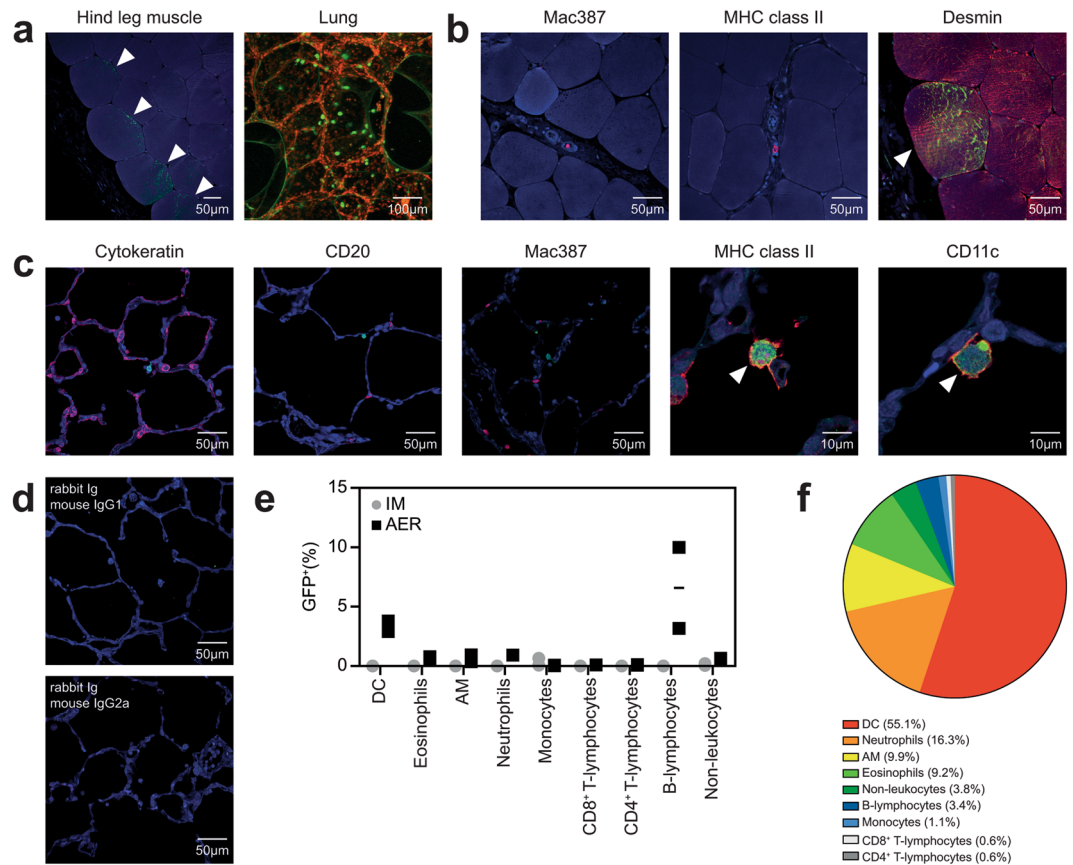 a
Hind leg muscle
Lung
50µm
100µm
b
Mac387
MHC class II
Desmin
50µm
50µm
50µm
c
Cytokeratin
CD20
Mac387
MHC class II
CD11c
50µm
50µm
50µm
10µm
10µm
d
rabbit Ig
mouse IgG1
50µm
rabbit Ig
mouse IgG2a
50µm
e
GFP⁺(%)
15
10
5
0
IM
AER
DC
Eosinophils
AM
Neutrophils
Monocytes
CD8⁺ T-lymphocytes
CD4⁺ T-lymphocytes
B-lymphocytes
Non-leukocytes
f
DC (55.1%)
Neutrophils (16.3%)
AM (9.9%)
Eosinophils (9.2%)
Non-leukocytes (3.8%)
B-lymphocytes (3.4%)
Monocytes (1.1%)
CD8⁺ T-lymphocytes (0.6%)
CD4⁺ T-lymphocytes (0.6%)